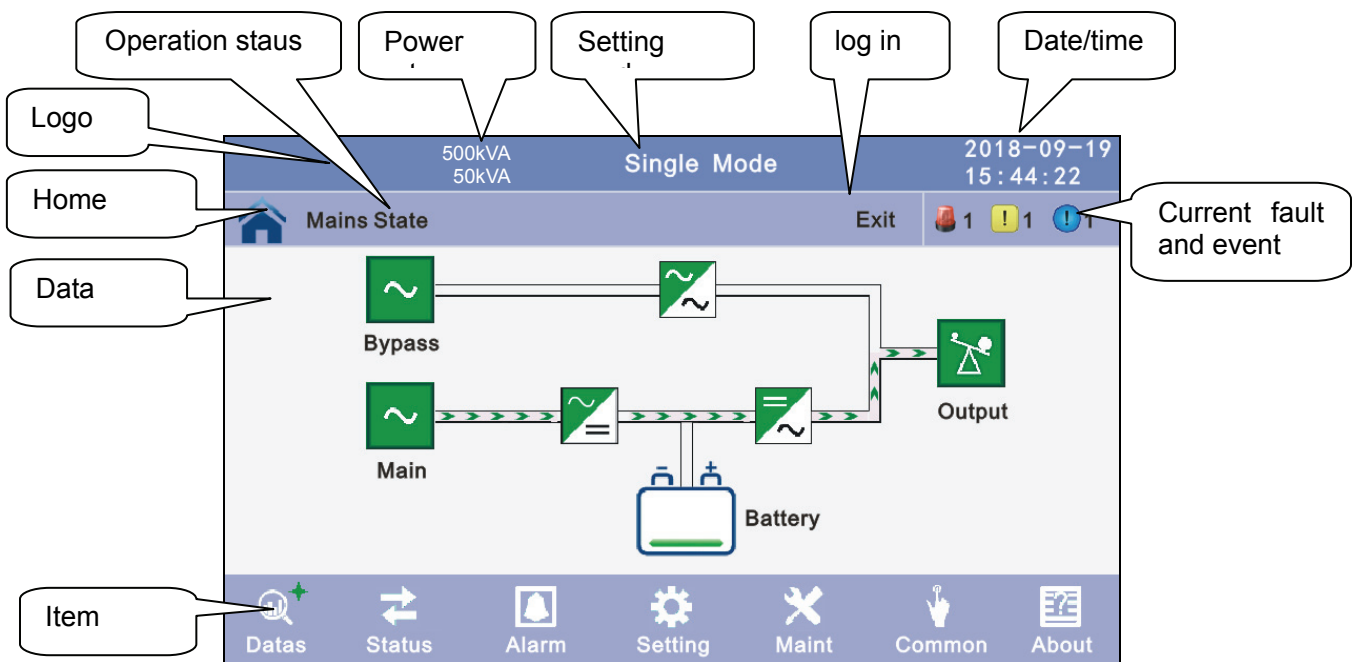 Operation staus
Power
Setting
log in
Date/time
Logo
500kVA
50kVA
Single Mode
2018-09-19
15:44:22
Home
Mains State
Exit
1
! 1
! 1
Current fault
and event
Data
Bypass
Output
Main
Battery
Item
Datas
Status
Alarm
Setting
Maint
Common
About